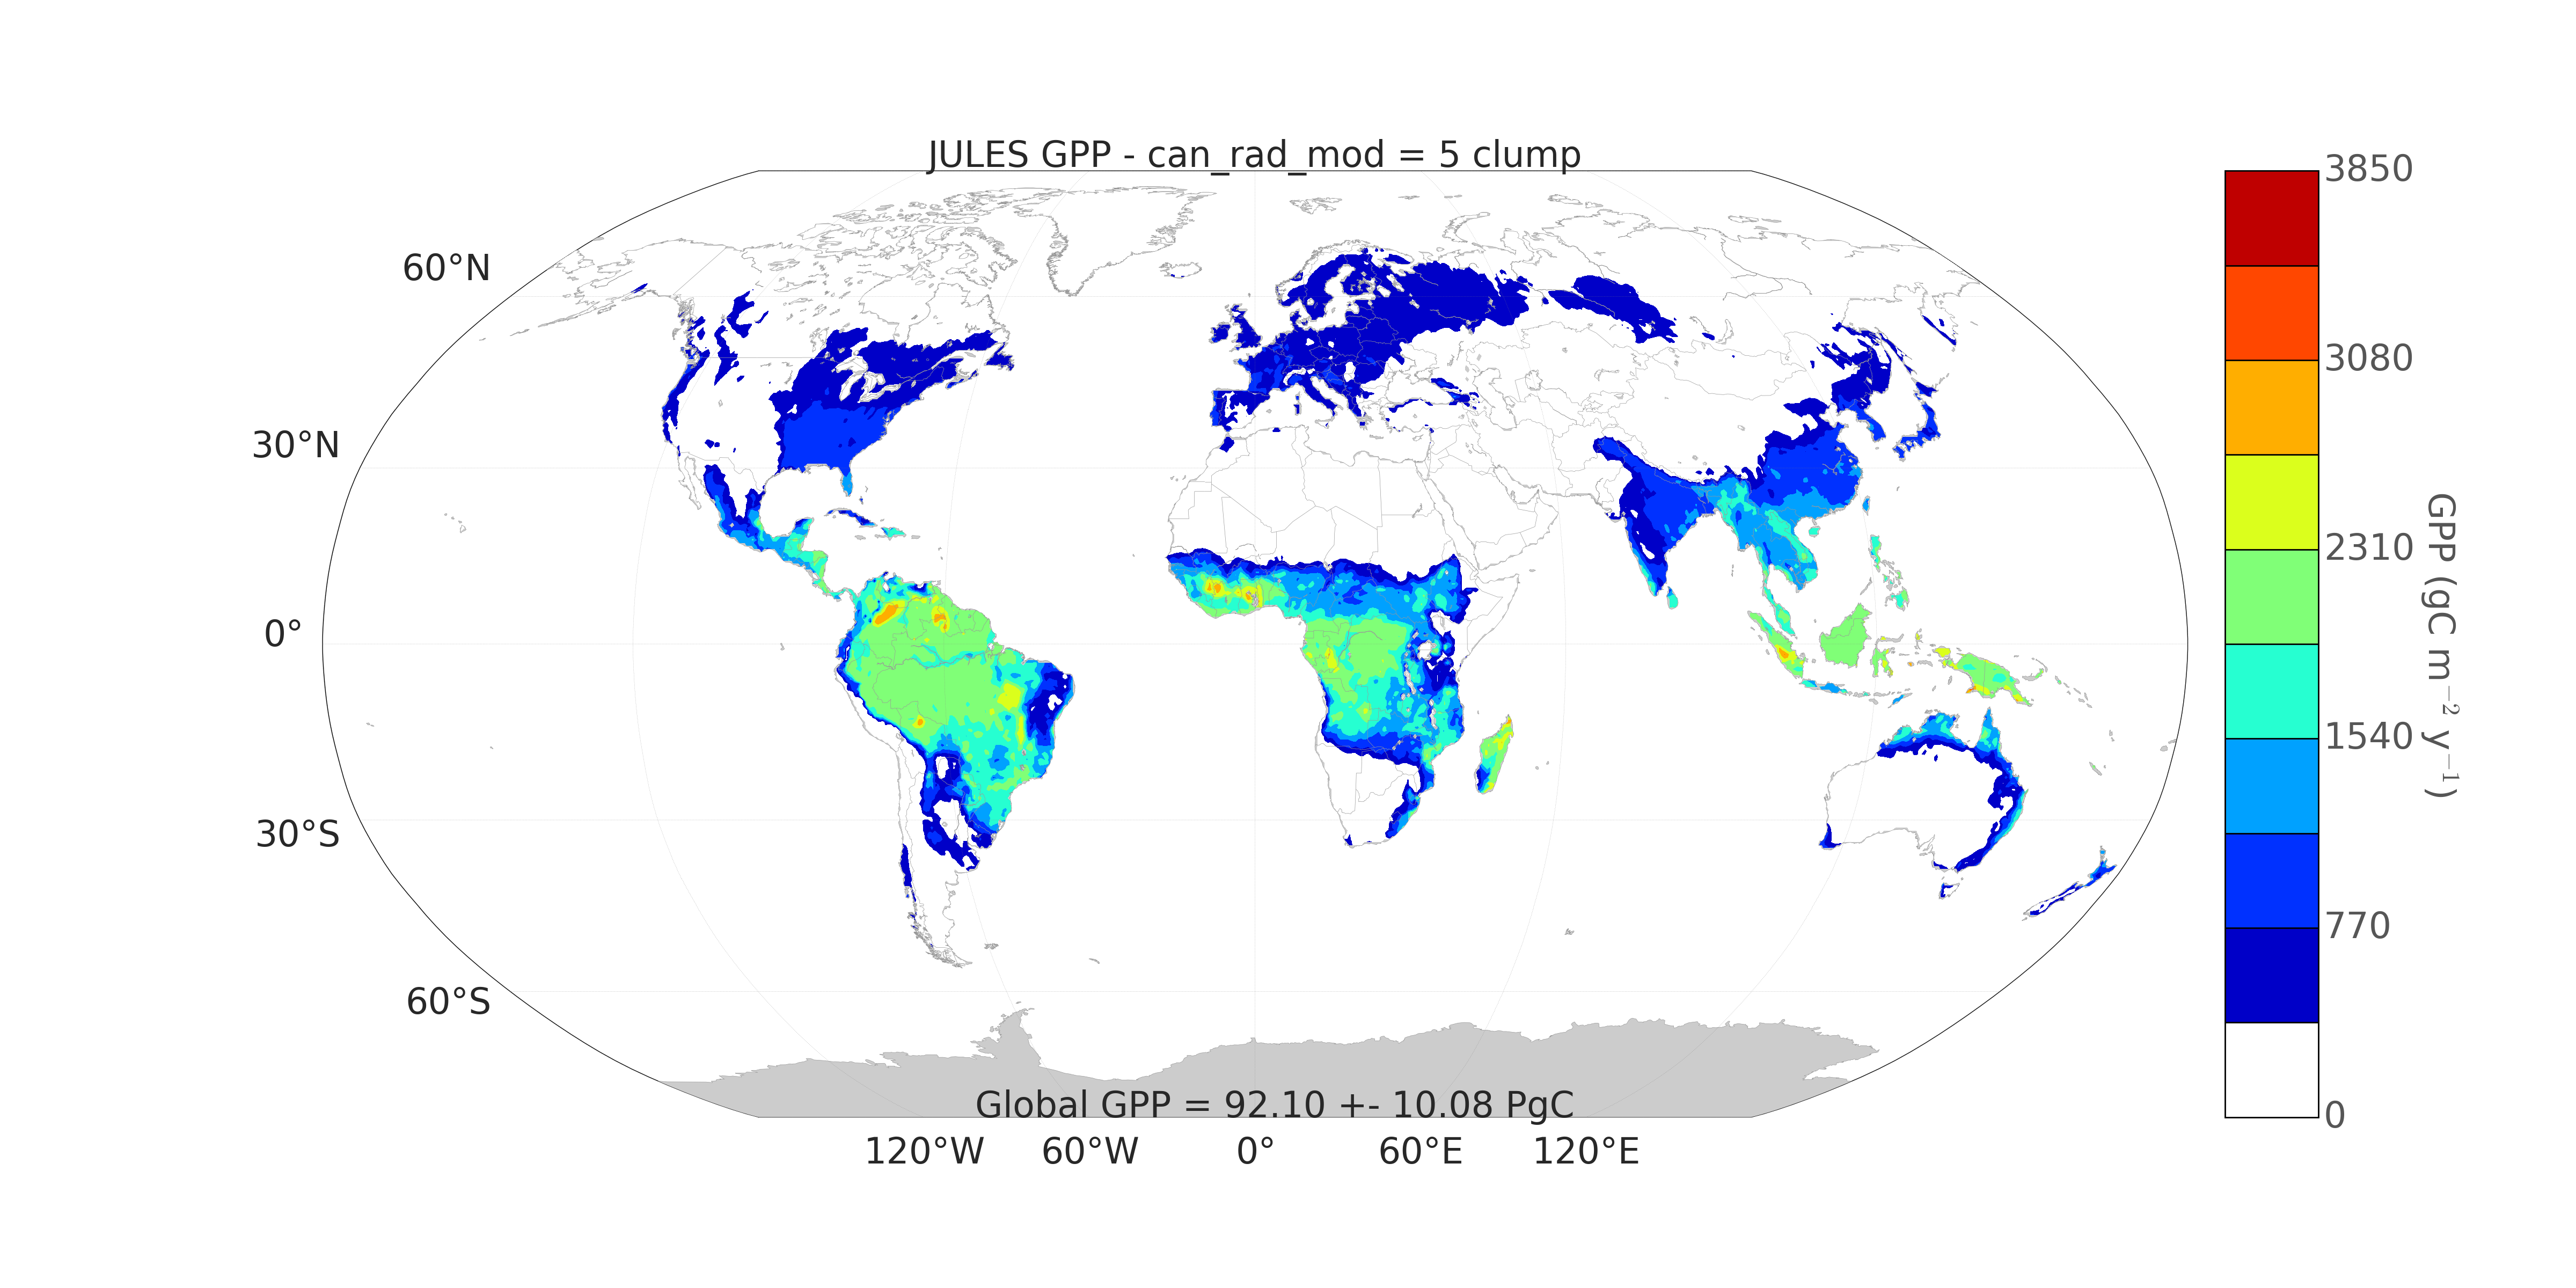 JULES GPP - can_rad_mod = 5 clump
60°N
30°N
0°
30°S
60°S
Global GPP = 92.10 +- 10.08 PgC
120°W 60°W 0° 60°E 120°E
3850
3080
2310
1540
770
0
GPP (gC m⁻² y⁻¹)